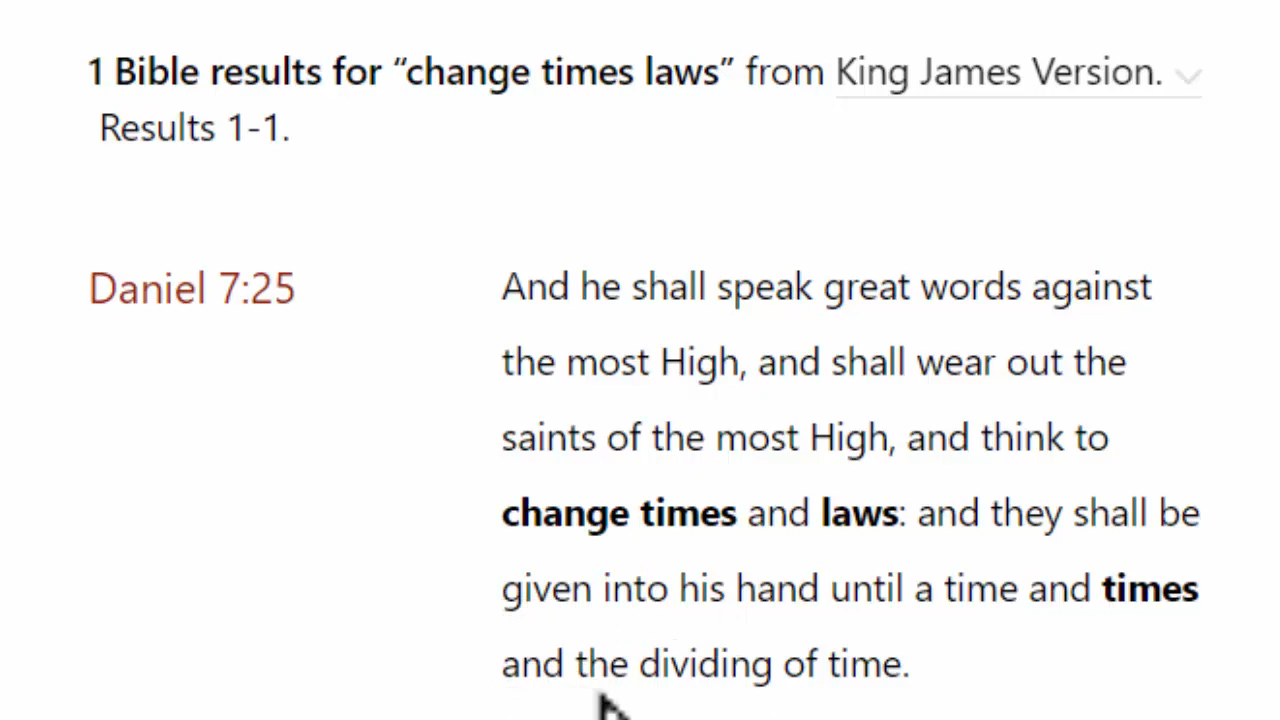 1 Bible results for “change times laws” from King James Version.
Results 1-1.
Daniel 7:25
And he shall speak great words against
the most High, and shall wear out the
saints of the most High, and think to
change times and laws: and they shall be
given into his hand until a time and times
and the dividing of time.